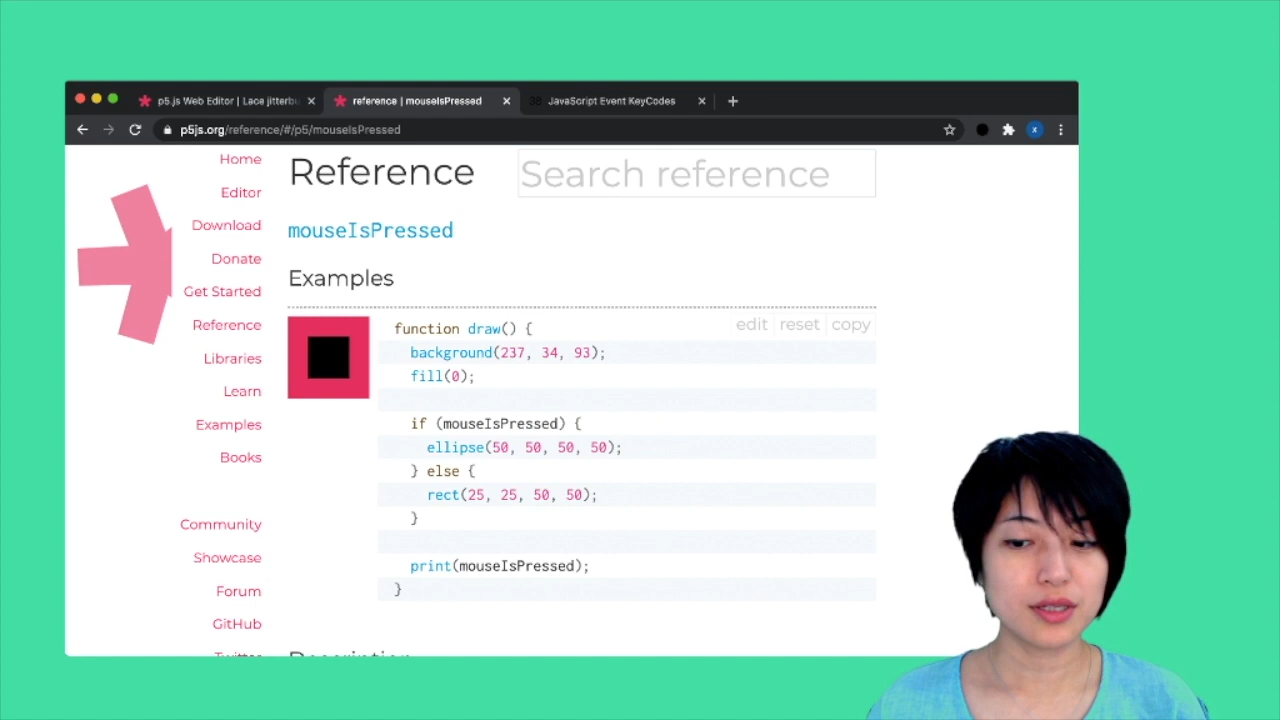 p5.js Web Editor | Lace jitterbu
reference | mouseIsPressed
JavaScript Event KeyCodes
p5js.org/reference/#/p5/mouseIsPressed
x
Home
Editor
Download
Donate
Get Started
Reference
Libraries
Learn
Examples
Books
Community
Showcase
Forum
GitHub
Twitter
Reference
Search reference
mouseIsPressed
Examples
edit reset copy
function draw() {
background(237, 34, 93);
fill(0);
if (mouseIsPressed) {
ellipse(50, 50, 50, 50);
} else {
rect(25, 25, 50, 50);
}
print(mouseIsPressed);
}
Description